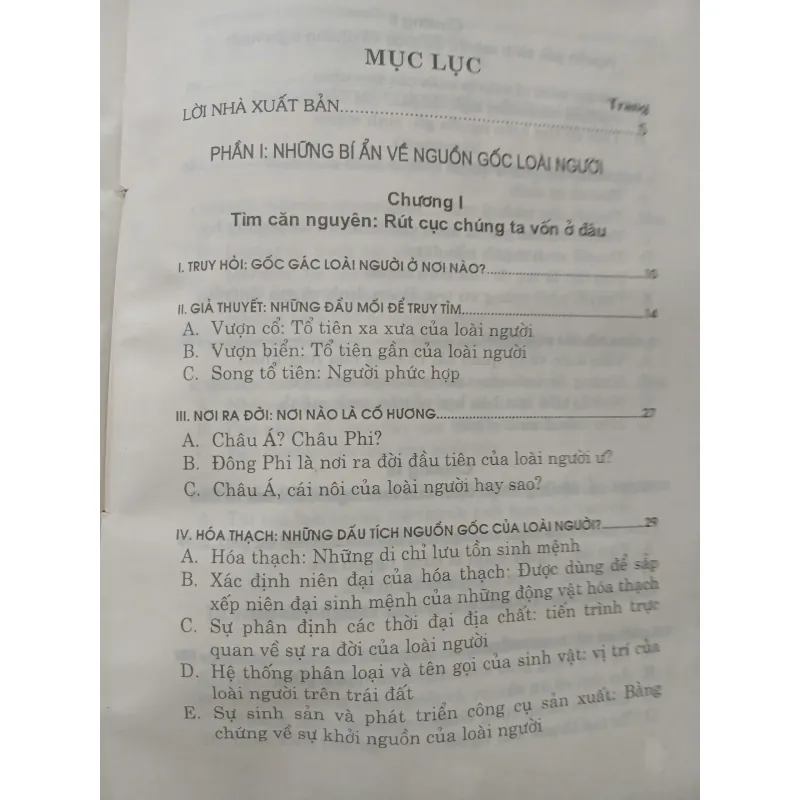 MỤC LỤC
Trang
LỜI NHÀ XUẤT BẢN............5
PHẦN I: NHỮNG BÍ ẨN VỀ NGUỒN GỐC LOÀI NGƯỜI
Chương I
Tìm căn nguyên: Rút cục chúng ta vốn ở đâu
I. TRUY HỎI: GỐC GÁC LOÀI NGƯỜI Ở NƠI NÀO?............10
II. GIẢ THUYẾT: NHỮNG ĐẦU MỐI ĐỂ TRUY TÌM............14
A. Vượn cổ: Tổ tiên xa xưa của loài người
B. Vượn biển: Tổ tiên gần của loài người
C. Song tổ tiên: Người phức hợp
III. NƠI RA ĐỜI: NƠI NÀO LÀ CỐ HƯƠNG............27
A. Châu Á? Châu Phi?
B. Đông Phi là nơi ra đời đầu tiên của loài người ư?
C. Châu Á, cái nôi của loài người hay sao?
IV. HÓA THẠCH: NHỮNG DẤU TÍCH NGUỒN GỐC CỦA LOÀI NGƯỜI?............29
A. Hóa thạch: Những di chỉ lưu tồn sinh mệnh
B. Xác định niên đại của hóa thạch: Được dùng để sắp
xếp niên đại sinh mệnh của những động vật hóa thạch
C. Sự phân định các thời đại địa chất: tiến trình trực
quan về sự ra đời của loài người
D. Hệ thống phân loại và tên gọi của sinh vật: vị trí của
loài người trên trái đất
E. Sự sinh sản và phát triển công cụ sản xuất: Bằng
chứng về sự khởi nguồn của loài người